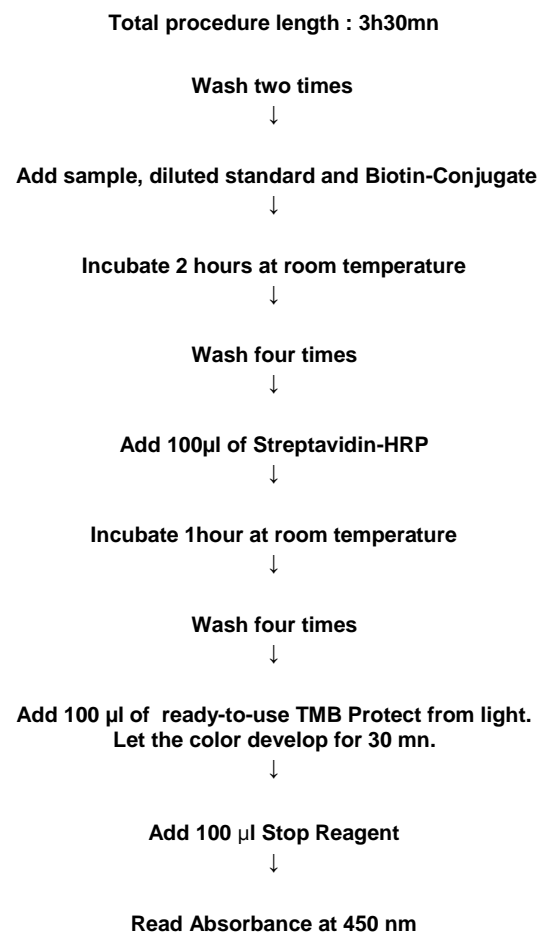 Total procedure length : 3h30mn
Wash two times
↓
Add sample, diluted standard and Biotin-Conjugate
↓
Incubate 2 hours at room temperature
↓
Wash four times
↓
Add 100µl of Streptavidin-HRP
↓
Incubate 1hour at room temperature
↓
Wash four times
↓
Add 100 µl of  ready-to-use TMB Protect from light.
Let the color develop for 30 mn.
↓
Add 100 µl Stop Reagent
↓
Read Absorbance at 450 nm